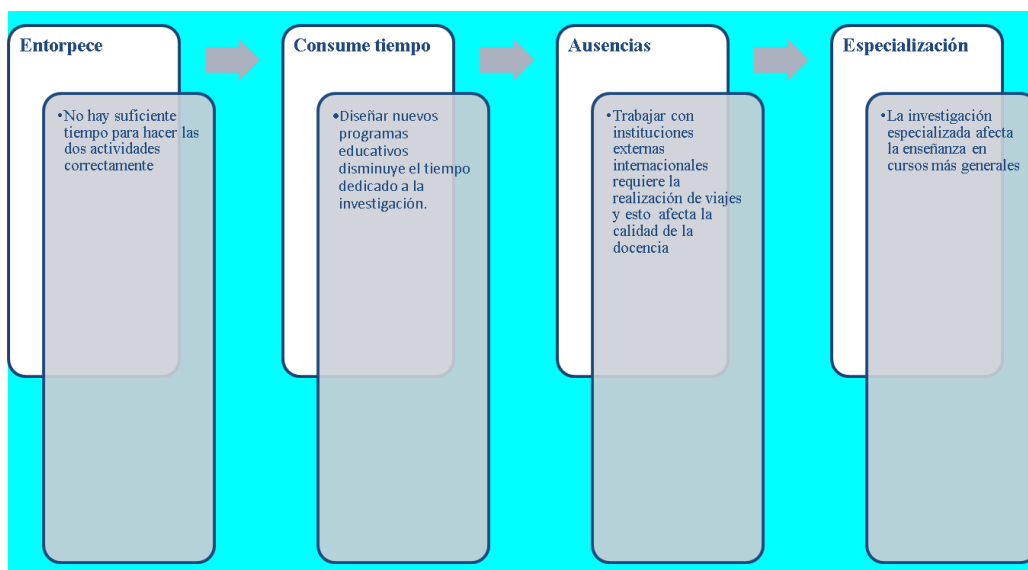 Entorpece
•No hay suficiente
tiempo para hacer las
dos actividades
correctamente
Consume tiempo
•Diseñar nuevos
programas
educativos
disminuye el tiempo
dedicado a la
investigación.
Ausencias
•Trabajar con
instituciones
externas
internacionales
requiere la
realización de viajes
y esto afecta la
calidad de la
docencia
Especialización
•La investigación
especializada afecta
la enseñanza en
cursos más generales